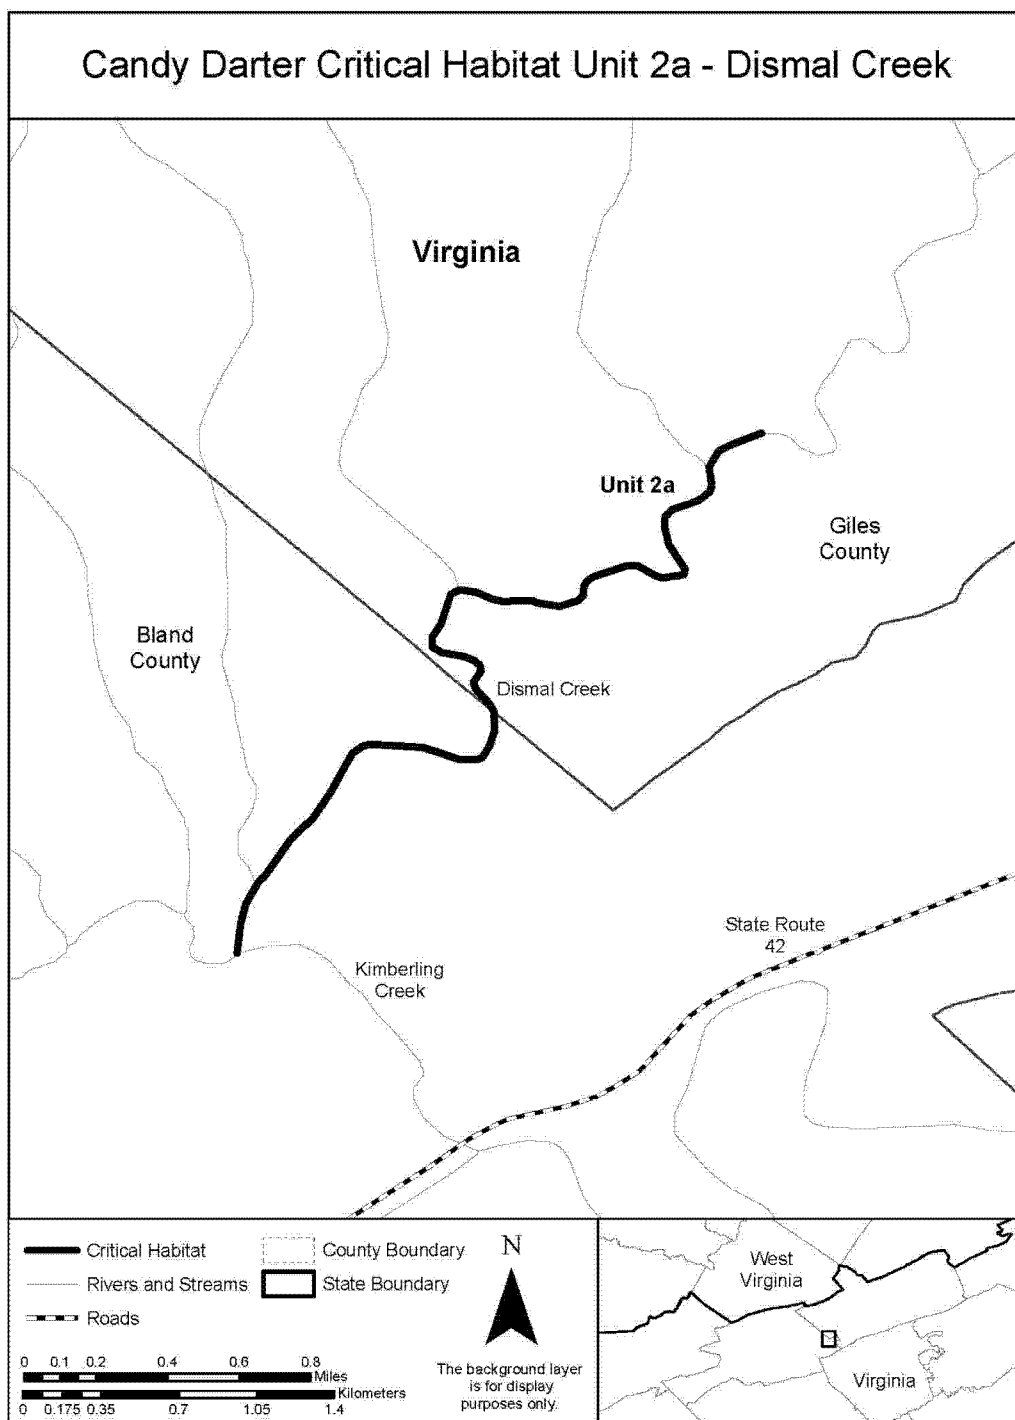 Candy Darter Critical Habitat Unit 2a - Dismal Creek
Virginia
Unit 2a
Giles
County
Bland
County
Dismal Creek
State Route
42
Kimberling
Creek
Critical Habitat
Rivers and Streams
Roads
County Boundary
State Boundary
N
The background layer
is for display
purposes only.
0 0.1 0.2 0.4 0.6 0.8
Miles
Kilometers
0 0.175 0.35 0.7 1.05 1.4
West
Virginia
Virginia